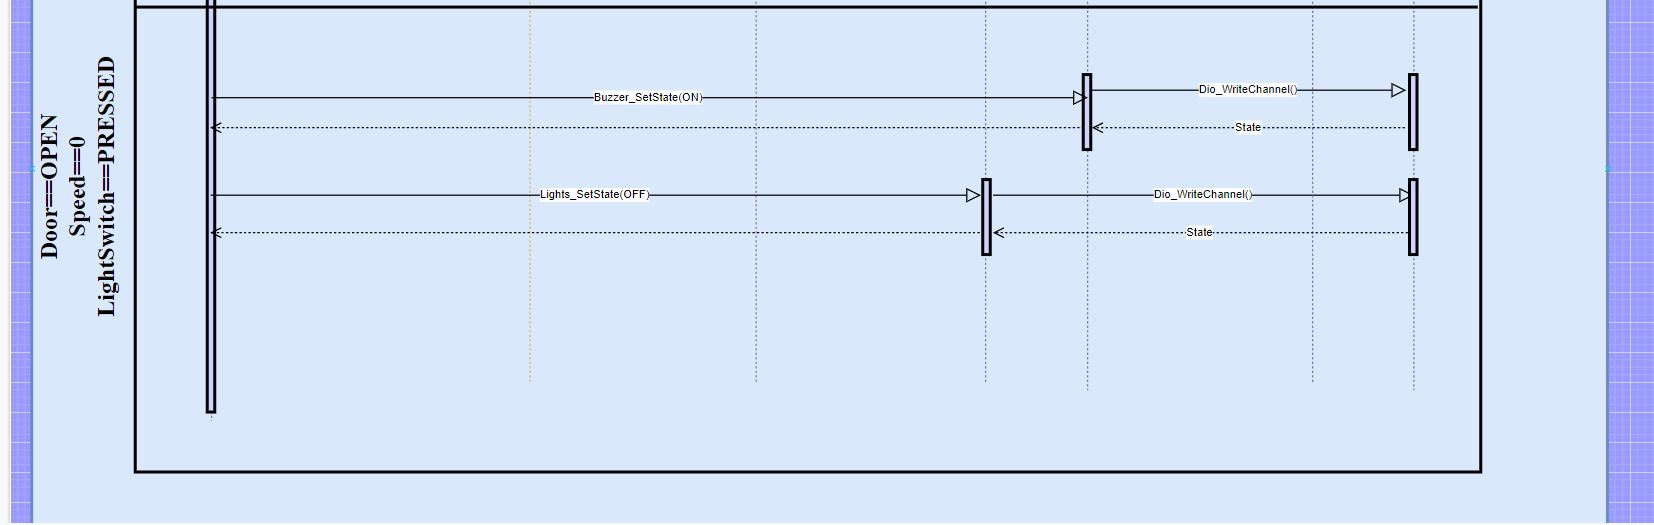 Door==OPEN
Speed==0
LightSwitch==PRESSED
Dio_WriteChannel()
Buzzer_SetState(ON)
State
Lights_SetState(OFF)
Dio_WriteChannel()
State